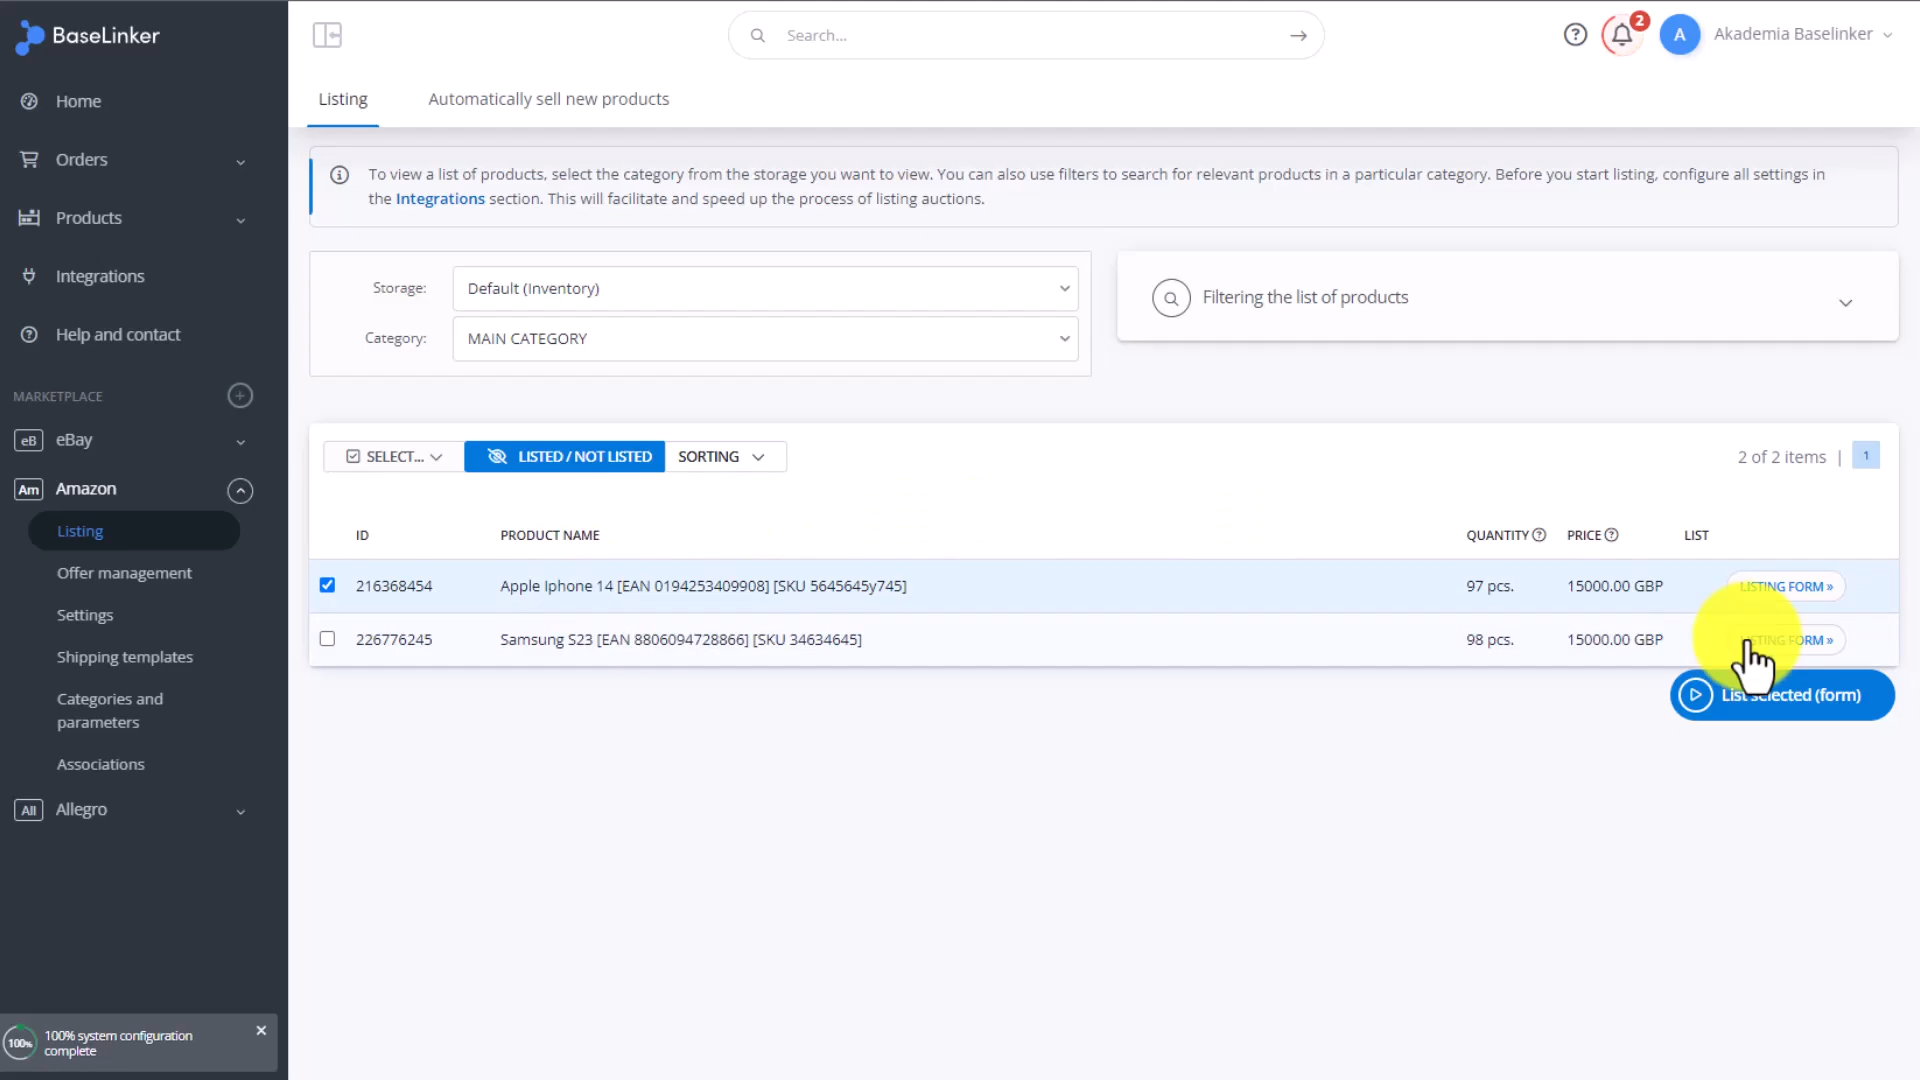 BaseLinker
Search...
2
A
Akademia Baselinker
Home
Orders
Products
Integrations
Help and contact
MARKETPLACE
eB eBay
Am Amazon
Listing
Offer management
Settings
Shipping templates
Categories and
parameters
Associations
All Allegro
100%
100% system configuration
complete
Listing
Automatically sell new products
To view a list of products, select the category from the storage you want to view. You can also use filters to search for relevant products in a particular category. Before you start listing, configure all settings in
the Integrations section. This will facilitate and speed up the process of listing auctions.
Storage: Default (Inventory)
Category: MAIN CATEGORY
Filtering the list of products
SELECT... LISTED / NOT LISTED SORTING
2 of 2 items | 1
ID PRODUCT NAME QUANTITY PRICE LIST
216368454 Apple Iphone 14 [EAN 0194253409908] [SKU 5645645y745] 97 pcs. 15000.00 GBP LISTING FORM »
226776245 Samsung S23 [EAN 8806094728866] [SKU 34634645] 98 pcs. 15000.00 GBP LISTING FORM »
List selected (form)